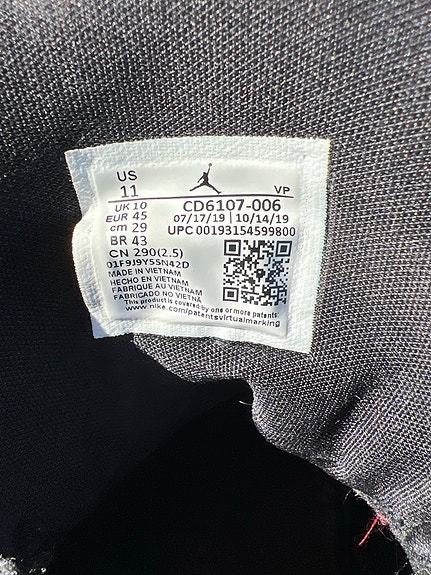 US
11 VP
UK 10 CD6107-006
EUR 45 07/17/19 | 10/14/19
cm 29 UPC 00193154599800
BR 43
CN 290(2.5)
01F9J9Y5SN42D
MADE IN VIETNAM
HECHO EN VIETNAM
FABRIQUE AU VIETNAM
FABRICADO NO VIETNÃ
This product is covered by one or more patents:
www.nike.com/patentsvirtualmarking